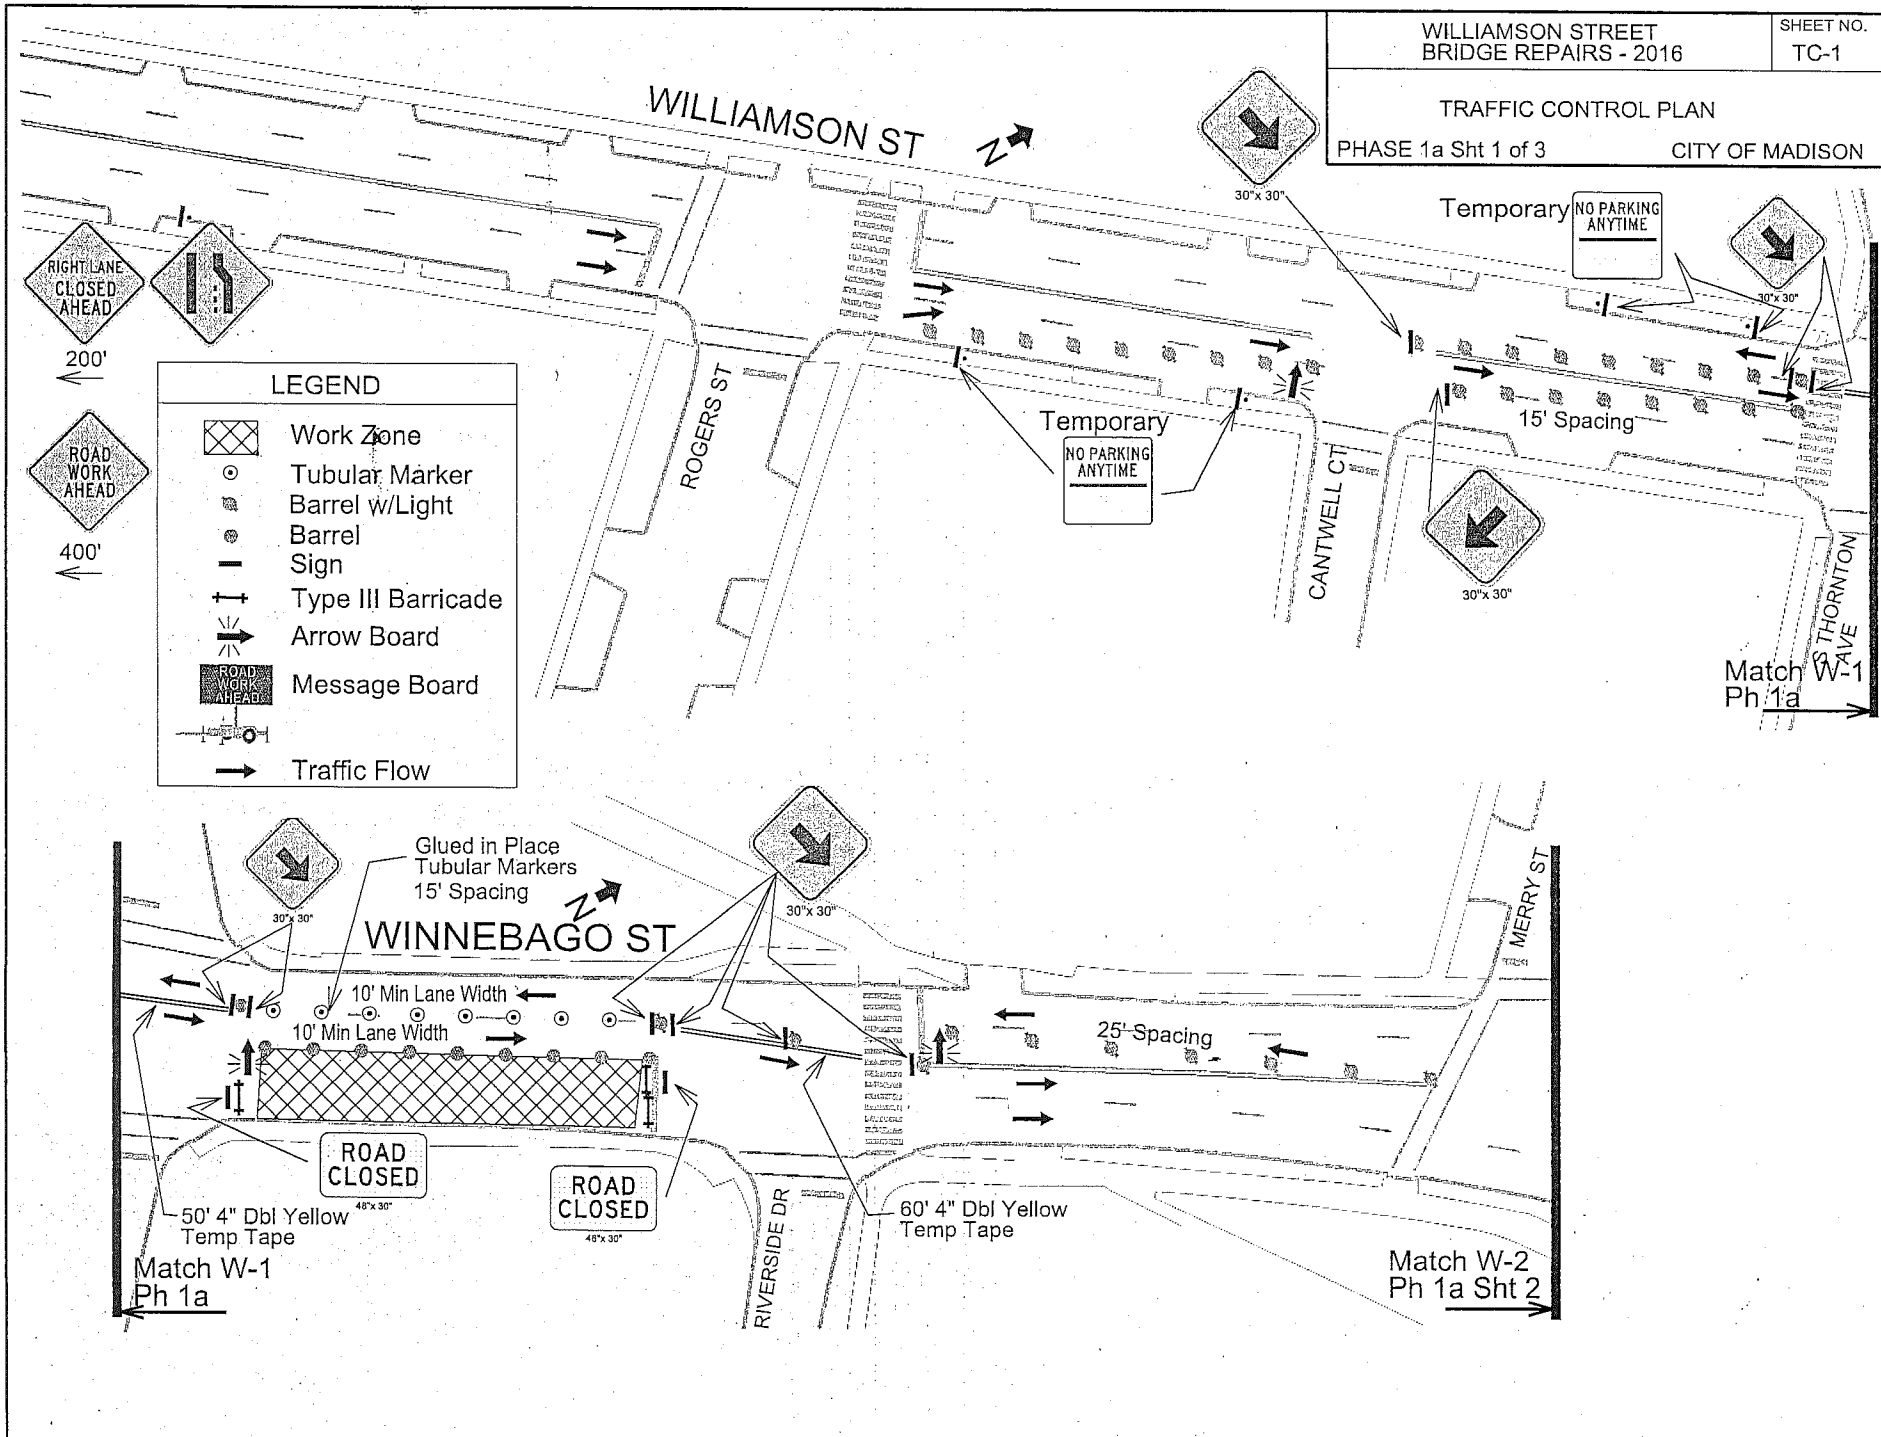 WILLIAMSON STREET
BRIDGE REPAIRS - 2016
SHEET NO.
TC-1
TRAFFIC CONTROL PLAN
PHASE 1a Sht 1 of 3
CITY OF MADISON
WILLIAMSON ST
N
30"x 30"
Temporary
NO PARKING
ANYTIME
30"x 30"
RIGHT LANE
CLOSED
AHEAD
200'
ROAD
WORK
AHEAD
400'
LEGEND
Work Zone
Tubular Marker
Barrel w/Light
Barrel
Sign
Type III Barricade
Arrow Board
ROAD
WORK
AHEAD
Message Board
Traffic Flow
ROGERS ST
Temporary
NO PARKING
ANYTIME
CANTWELL CT
15' Spacing
30"x 30"
S THORNTON
AVE
Match W-1
Ph 1a
30"x 30"
Glued in Place
Tubular Markers
15' Spacing
N
WINNEBAGO ST
30"x 30"
MERRY ST
10' Min Lane Width
10' Min Lane Width
25' Spacing
ROAD
CLOSED
48"x 30"
ROAD
CLOSED
48"x 30"
50' 4" Dbl Yellow
Temp Tape
RIVERSIDE DR
60' 4" Dbl Yellow
Temp Tape
Match W-1
Ph 1a
Match W-2
Ph 1a Sht 2